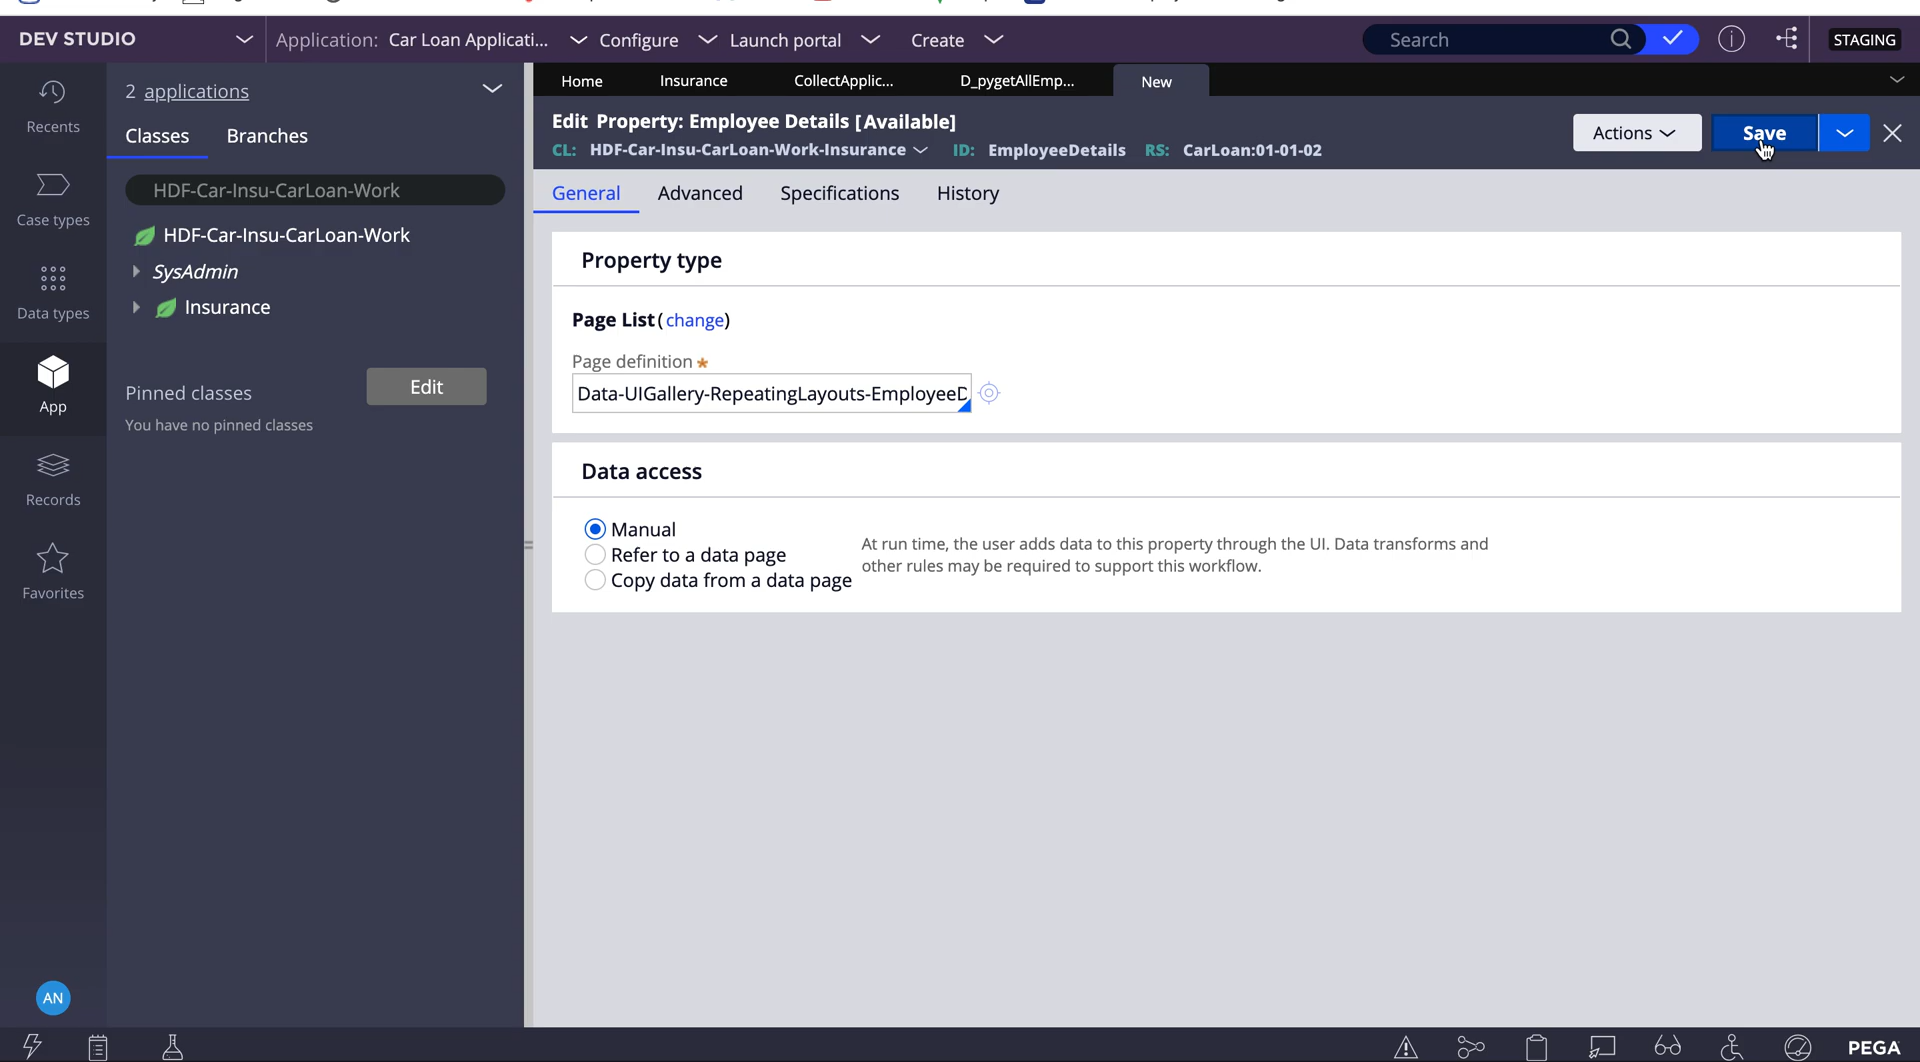 DEV STUDIO
Application: Car Loan Applicati... Configure Launch portal Create
Search
STAGING
Recents
Case types
Data types
App
Records
Favorites
AN
2 applications
Classes Branches
HDF-Car-Insu-CarLoan-Work
HDF-Car-Insu-CarLoan-Work
SysAdmin
Insurance
Pinned classes
Edit
You have no pinned classes
Home Insurance CollectApplic... D_pygetAllEmp... New
Edit Property: Employee Details [Available]
CL: HDF-Car-Insu-CarLoan-Work-Insurance ID: EmployeeDetails RS: CarLoan:01-01-02
Actions Save
General Advanced Specifications History
Property type
Page List (change)
Page definition *
Data-UIGallery-RepeatingLayouts-EmployeeD
Data access
Manual
Refer to a data page
Copy data from a data page
At run time, the user adds data to this property through the UI. Data transforms and
other rules may be required to support this workflow.
PEGA